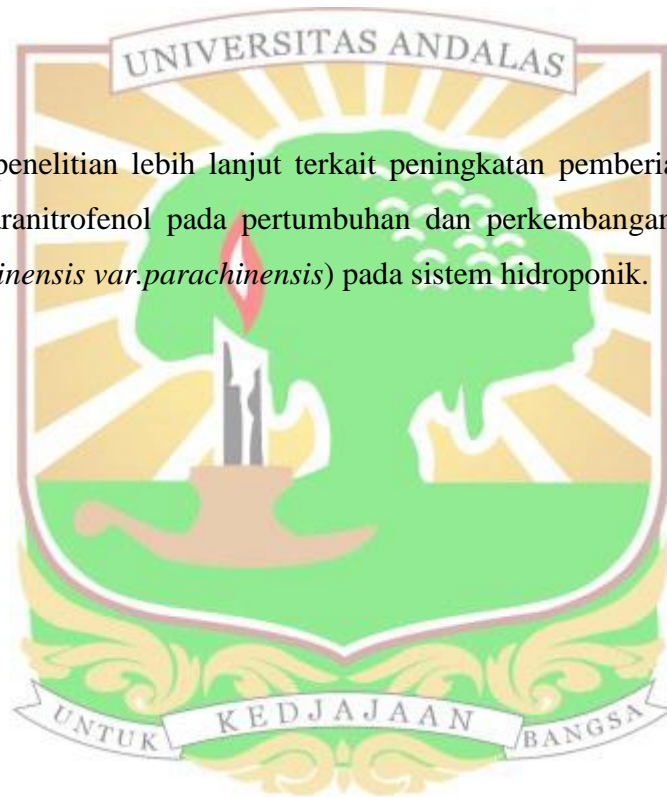 UNIVERSITAS ANDALAS
penelitian lebih lanjut terkait peningkatan pemberia
ranitrofenol pada pertumbuhan dan perkembangan
inensis var.parachinensis) pada sistem hidroponik.
UNTUK KEDJAJAAN BANGSA